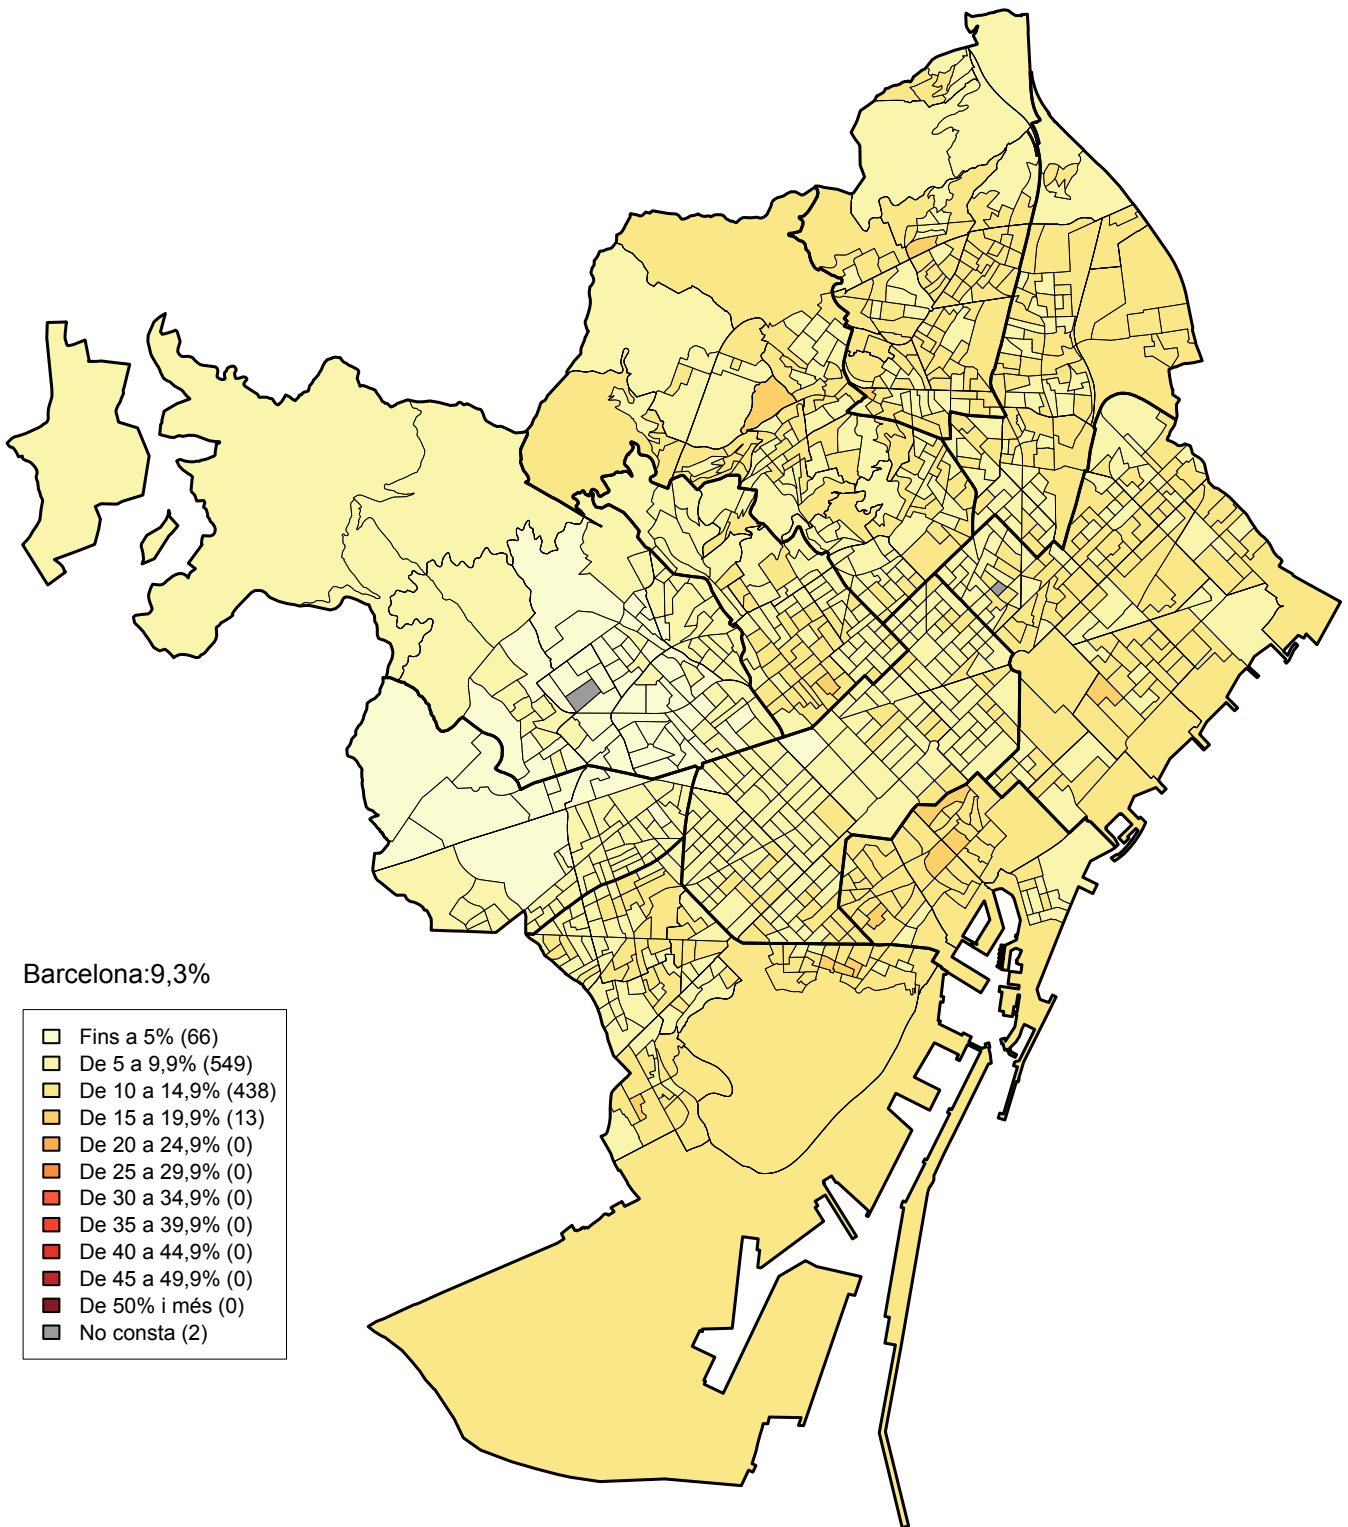 Barcelona:9,3%
Fins a 5% (66)
De 5 a 9,9% (549)
De 10 a 14,9% (438)
De 15 a 19,9% (13)
De 20 a 24,9% (0)
De 25 a 29,9% (0)
De 30 a 34,9% (0)
De 35 a 39,9% (0)
De 40 a 44,9% (0)
De 45 a 49,9% (0)
De 50% i més (0)
No consta (2)